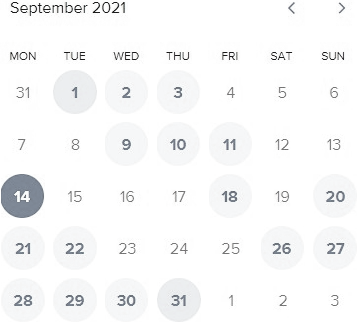 September 2021
MON TUE WED THU FRI SAT SUN
31 1 2 3 4 5 6
7 8 9 10 11 12 13
14 15 16 17 18 19 20
21 22 23 24 25 26 27
28 29 30 31 1 2 3